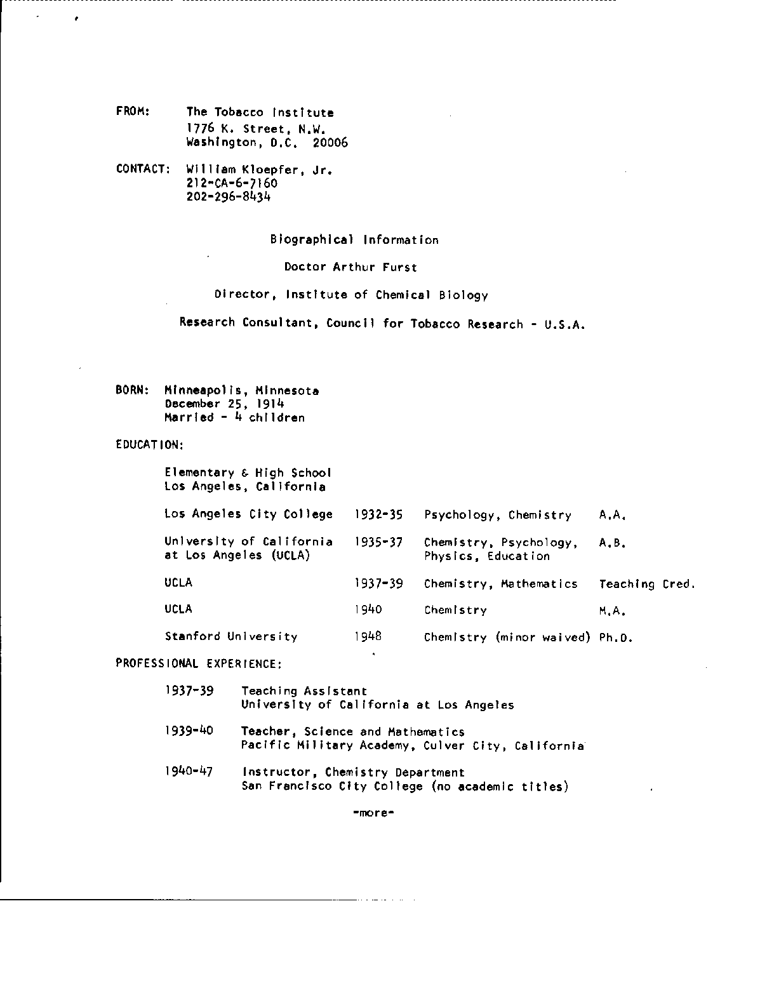 FROM: The Tobacco Institute
1776 K. Street, N.W.
Washington, D.C. 20006
CONTACT: William Kloepfer, Jr.
212-CA-6-7160
202-296-8434
Biographical Information
Doctor Arthur Furst
Director, Institute of Chemical Biology
Research Consultant, Council for Tobacco Research - U.S.A.
BORN: Minneapolis, Minnesota
December 25, 1914
Married - 4 children
EDUCATION:
Elementary & High School
Los Angeles, California
Los Angeles City College 1932-35 Psychology, Chemistry A.A.
University of California 1935-37 Chemistry, Psychology, A.B.
at Los Angeles (UCLA) Physics, Education
UCLA 1937-39 Chemistry, Mathematics Teaching Cred.
UCLA 1940 Chemistry M.A.
Stanford University 1948 Chemistry (minor waived) Ph.D.
PROFESSIONAL EXPERIENCE:
1937-39 Teaching Assistant
University of California at Los Angeles
1939-40 Teacher, Science and Mathematics
Pacific Military Academy, Culver City, California
1940-47 Instructor, Chemistry Department
San Francisco City College (no academic titles)
-more-